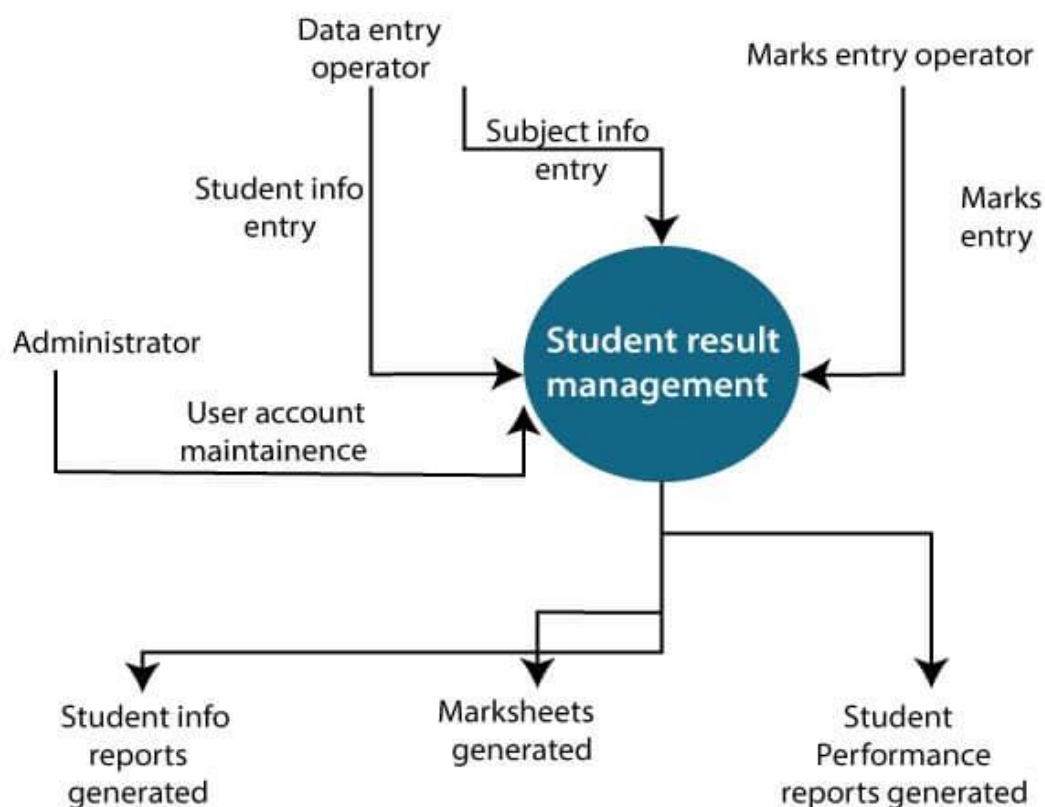 Data entry
operator
Marks entry operator
Subject info
entry
Student info
entry
Marks
entry
Administrator
Student result
management
User account
maintainence
Student info
reports
generated
Marksheets
generated
Student
Performance
reports generated